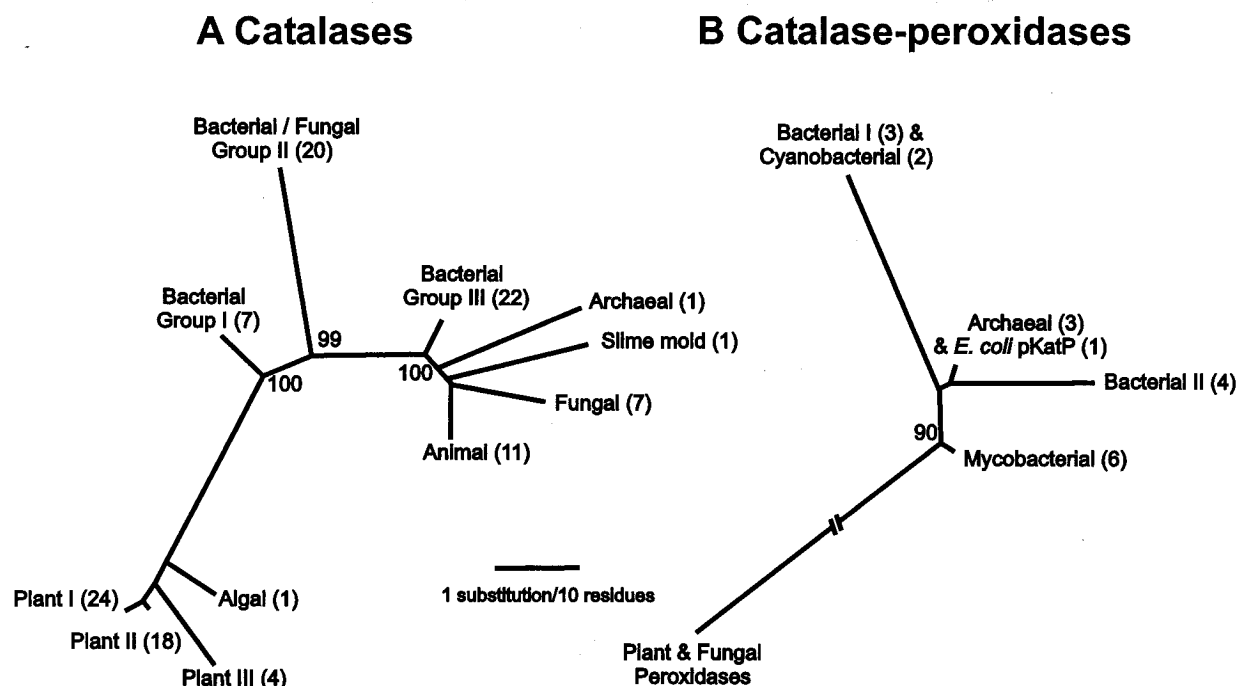 A Catalases
Bacterial / Fungal
Group II (20)
Bacterial
Group I (7)
Bacterial
Group III (22)
Archaeal (1)
Slime mold (1)
Fungal (7)
Animal (11)
99
100
100
Algal (1)
Plant I (24)
Plant II (18)
Plant III (4)
1 substitution/10 residues
B Catalase-peroxidases
Bacterial I (3) &
Cyanobacterial (2)
Archaeal (3)
& E. coli pKatP (1)
Bacterial II (4)
90
Mycobacterial (6)
Plant & Fungal
Peroxidases